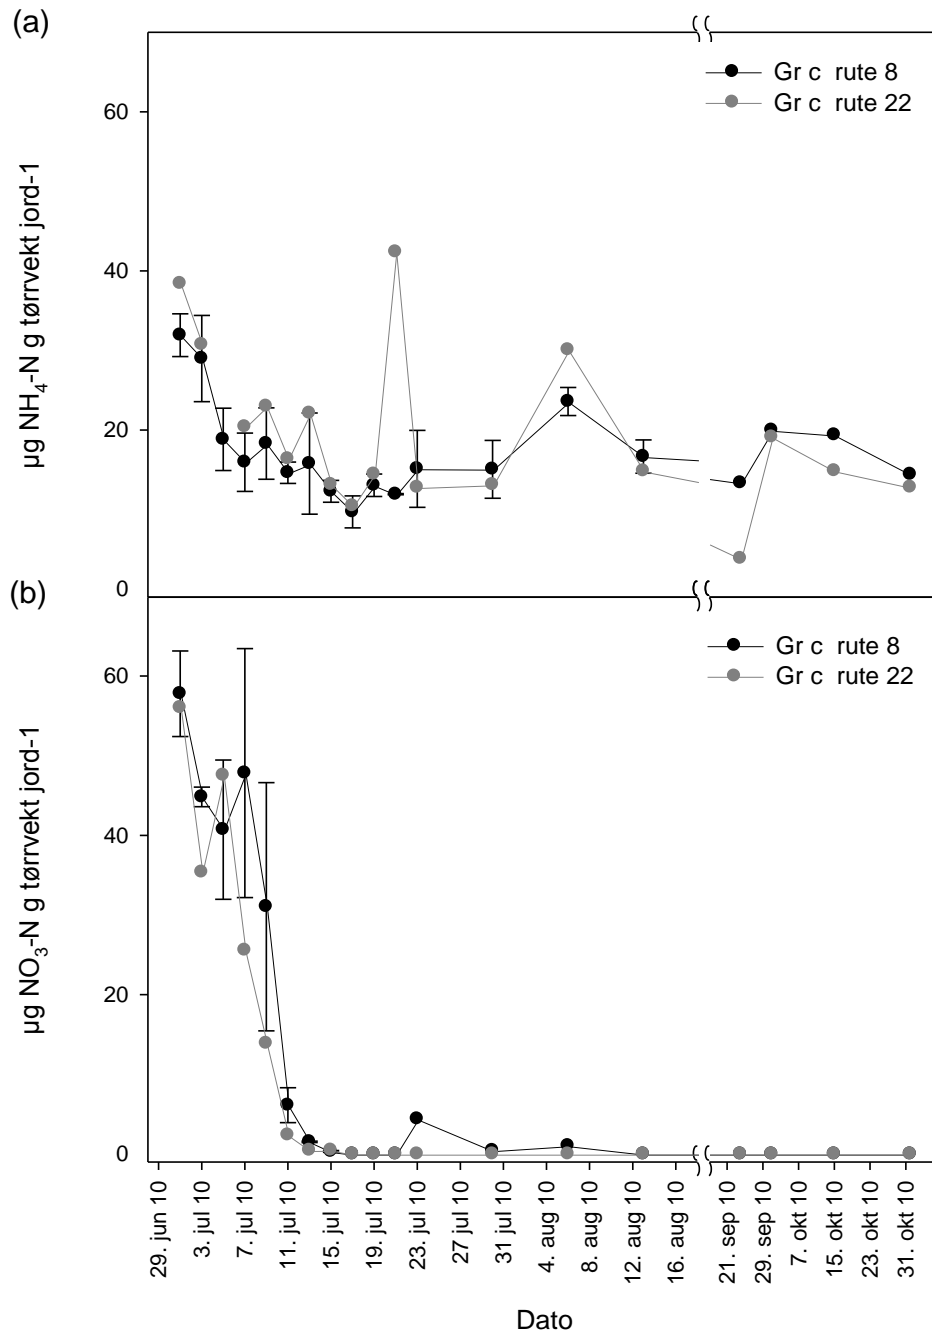 (a)
Gr c rute 8
Gr c rute 22
60
40
20
0
µg NH4-N g tørrvekt jord-1
(b)
Gr c rute 8
Gr c rute 22
60
40
20
0
µg NO3-N g tørrvekt jord-1
29. jun 10
3. jul 10
7. jul 10
11. jul 10
15. jul 10
19. jul 10
23. jul 10
27 jul 10
31 jul 10
4. aug 10
8. aug 10
12. aug 10
16. aug 10
21. sep 10
29. sep 10
7. okt 10
15. okt 10
23. okt 10
31. okt 10
Dato